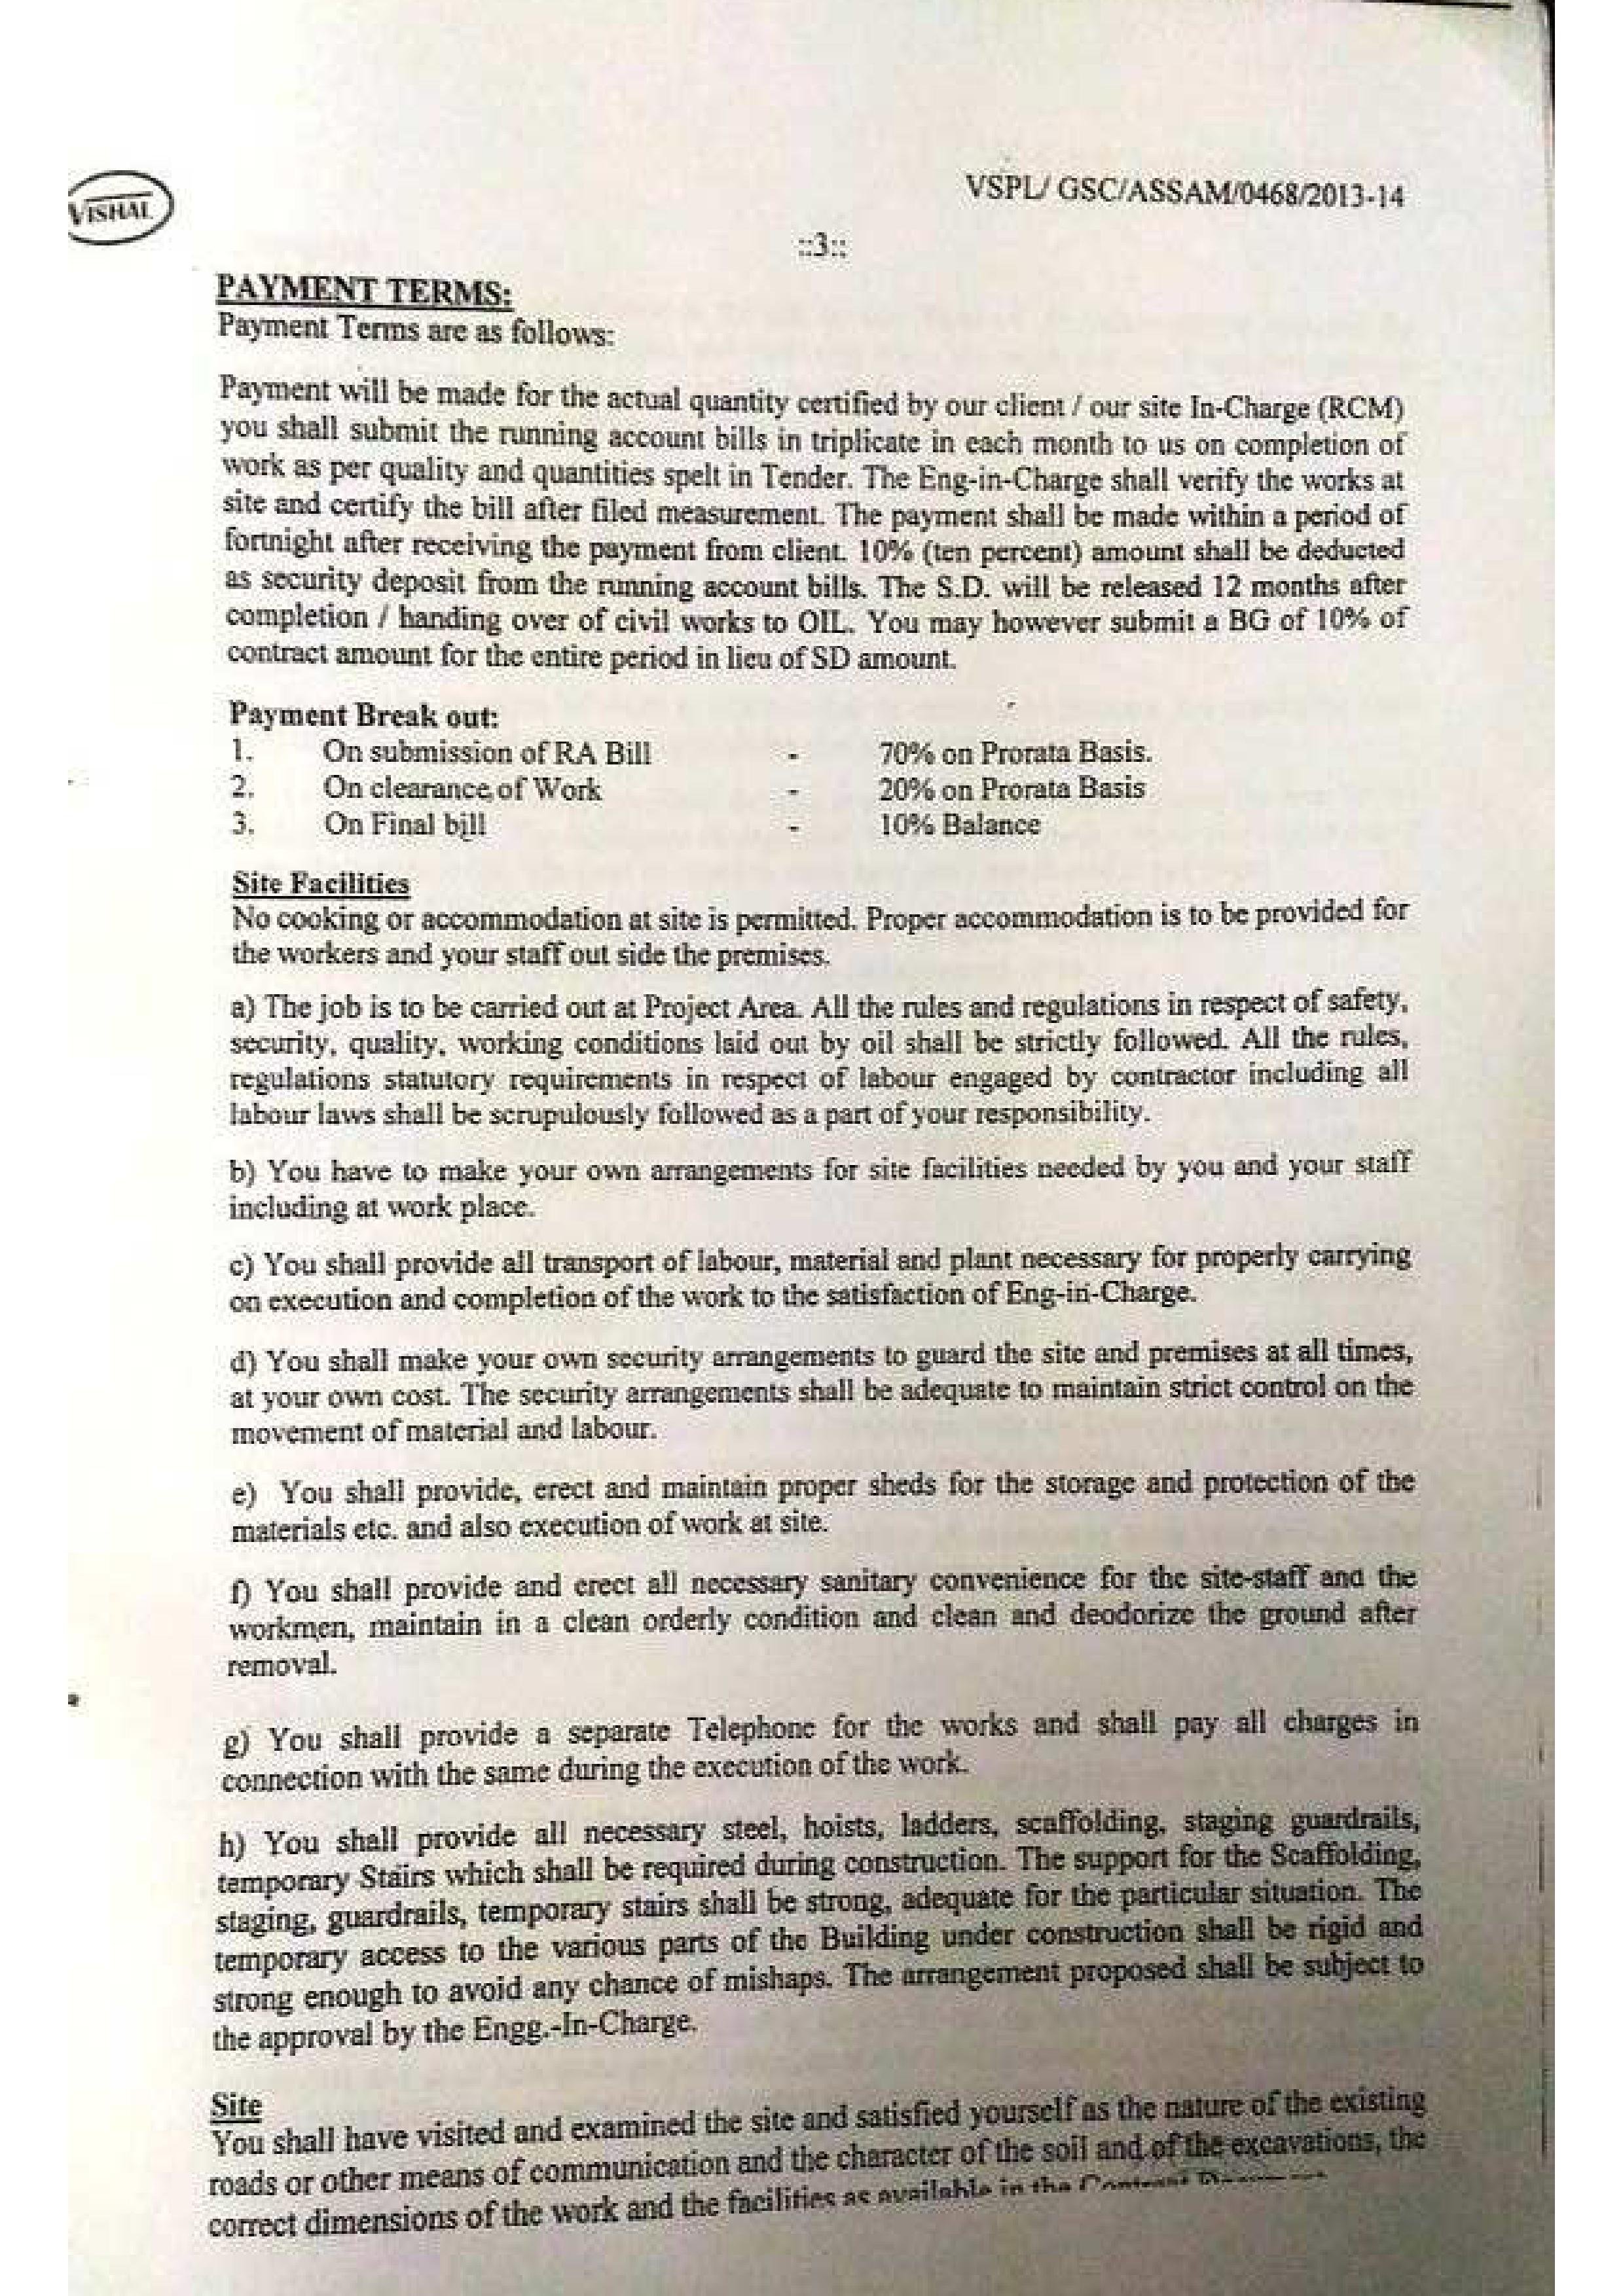 VISHAL
VSPL/ GSC/ASSAM/0468/2013-14
::3::
PAYMENT TERMS:
Payment Terms are as follows:
Payment will be made for the actual quantity certified by our client / our site In-Charge (RCM)
you shall submit the running account bills in triplicate in each month to us on completion of
work as per quality and quantities spelt in Tender. The Eng-in-Charge shall verify the works at
site and certify the bill after filed measurement. The payment shall be made within a period of
fortnight after receiving the payment from client. 10% (ten percent) amount shall be deducted
as security deposit from the running account bills. The S.D. will be released 12 months after
completion / handing over of civil works to OIL. You may however submit a BG of 10% of
contract amount for the entire period in lieu of SD amount.
Payment Break out:
1. On submission of RA Bill - 70% on Prorata Basis.
2. On clearance of Work - 20% on Prorata Basis
3. On Final bill - 10% Balance
Site Facilities
No cooking or accommodation at site is permitted. Proper accommodation is to be provided for
the workers and your staff out side the premises.
a) The job is to be carried out at Project Area. All the rules and regulations in respect of safety,
security, quality, working conditions laid out by oil shall be strictly followed. All the rules,
regulations statutory requirements in respect of labour engaged by contractor including all
labour laws shall be scrupulously followed as a part of your responsibility.
b) You have to make your own arrangements for site facilities needed by you and your staff
including at work place.
c) You shall provide all transport of labour, material and plant necessary for properly carrying
on execution and completion of the work to the satisfaction of Eng-in-Charge.
d) You shall make your own security arrangements to guard the site and premises at all times,
at your own cost. The security arrangements shall be adequate to maintain strict control on the
movement of material and labour.
e) You shall provide, erect and maintain proper sheds for the storage and protection of the
materials etc. and also execution of work at site.
f) You shall provide and erect all necessary sanitary convenience for the site-staff and the
workmen, maintain in a clean orderly condition and clean and deodorize the ground after
removal.
g) You shall provide a separate Telephone for the works and shall pay all charges in
connection with the same during the execution of the work.
h) You shall provide all necessary steel, hoists, ladders, scaffolding, staging guardrails,
temporary Stairs which shall be required during construction. The support for the Scaffolding,
staging, guardrails, temporary stairs shall be strong, adequate for the particular situation. The
temporary access to the various parts of the Building under construction shall be rigid and
strong enough to avoid any chance of mishaps. The arrangement proposed shall be subject to
the approval by the Engg.-In-Charge.
Site
You shall have visited and examined the site and satisfied yourself as the nature of the existing
roads or other means of communication and the character of the soil and of the excavations, the
correct dimensions of the work and the facilities as available in the